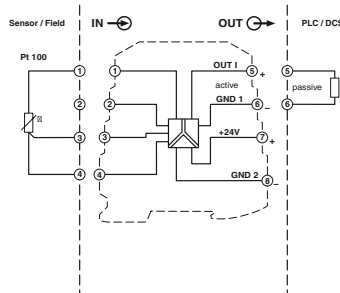 Sensor / Field IN OUT PLC / DCS
Pt 100
OUT I
1 1 5 + 5
active passive
2 2 GND 1 6 – 6
+24V
3 3 7 +
GND 2
4 4 8 –